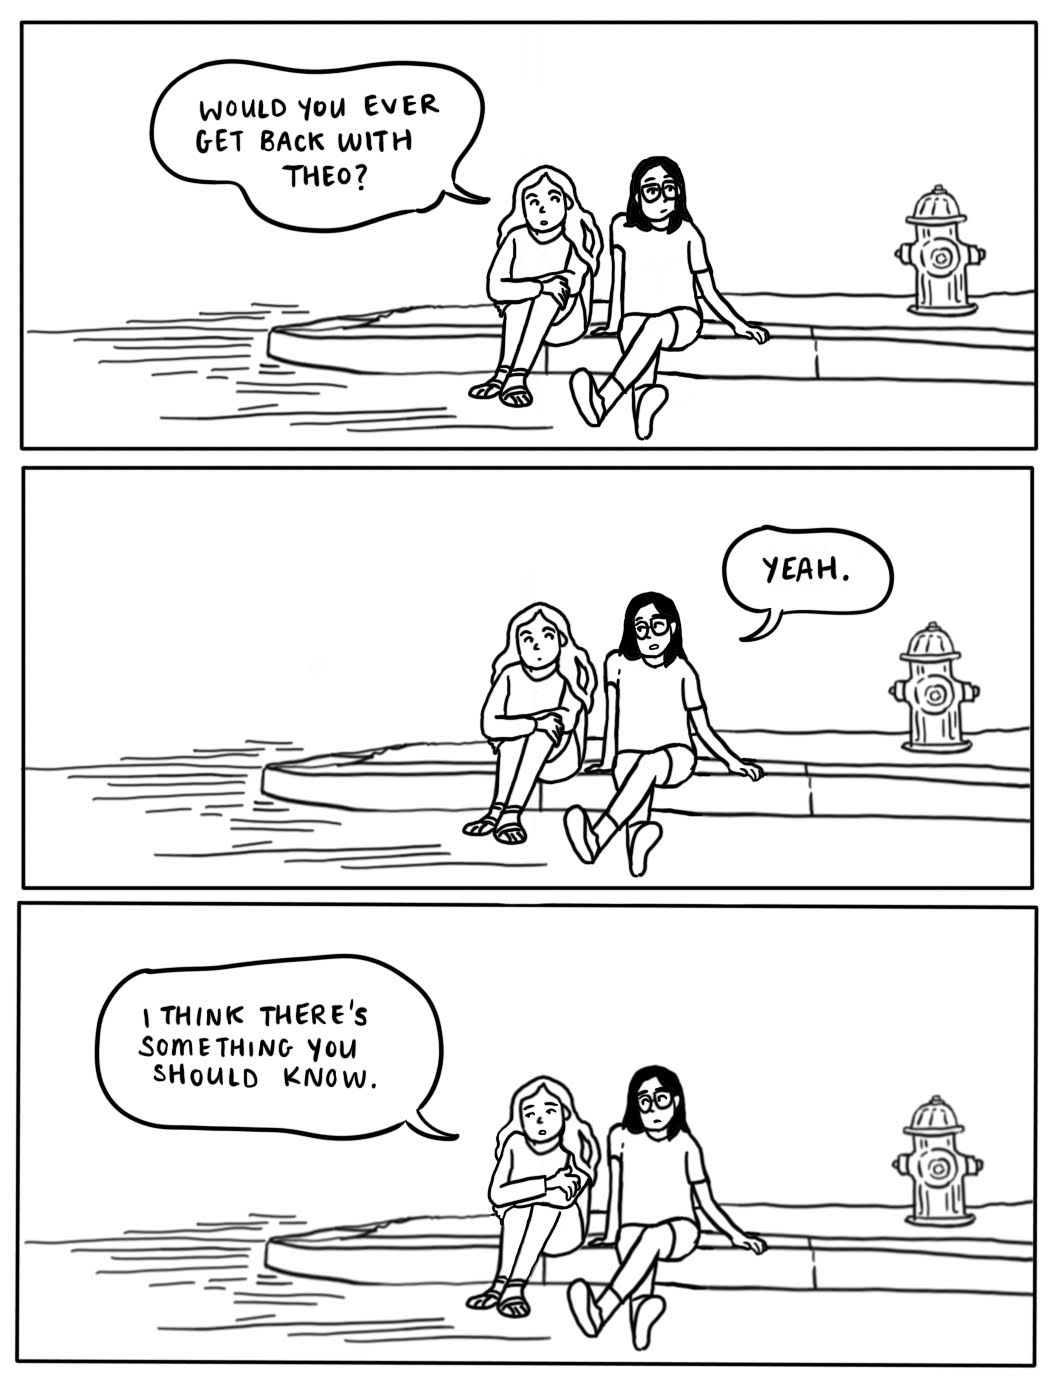 WOULD YOU EVER
GET BACK WITH
THEO?
YEAH.
I THINK THERE'S
SOMETHING YOU
SHOULD KNOW.